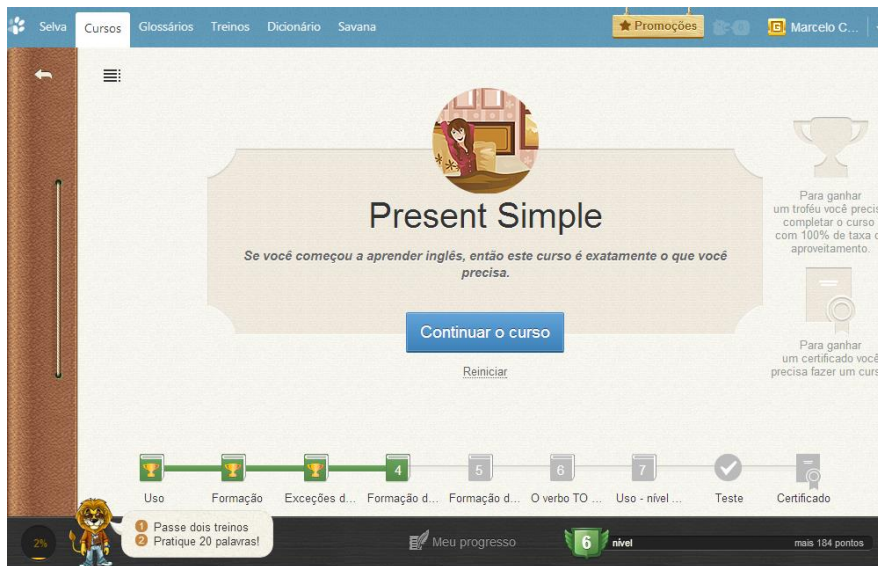 Selva Cursos Glossários Treinos Dicionário Savana Promoções G Marcelo C...
Present Simple
Se você começou a aprender inglês, então este curso é exatamente o que você
precisa.
Continuar o curso
Reiniciar
Para ganhar
um troféu você precis
completar o curso
com 100% de taxa d
aproveitamento.
Para ganhar
um certificado você
precisa fazer um curs
4 5 6 7
Uso Formação Exceções d... Formação d... Formação d... O verbo TO ... Uso - nível ... Teste Certificado
2%
1 Passe dois treinos
2 Pratique 20 palavras!
Meu progresso
6 nível
mais 184 pontos